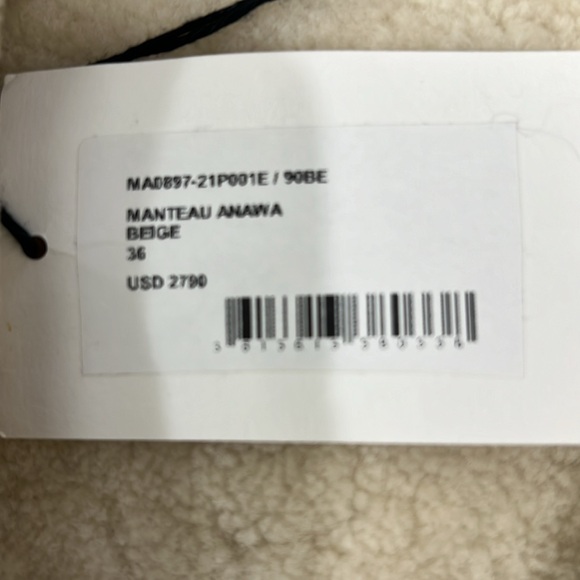 MA0897-21P001E / 90BE
MANTEAU ANAWA
BEIGE
36
USD 2790